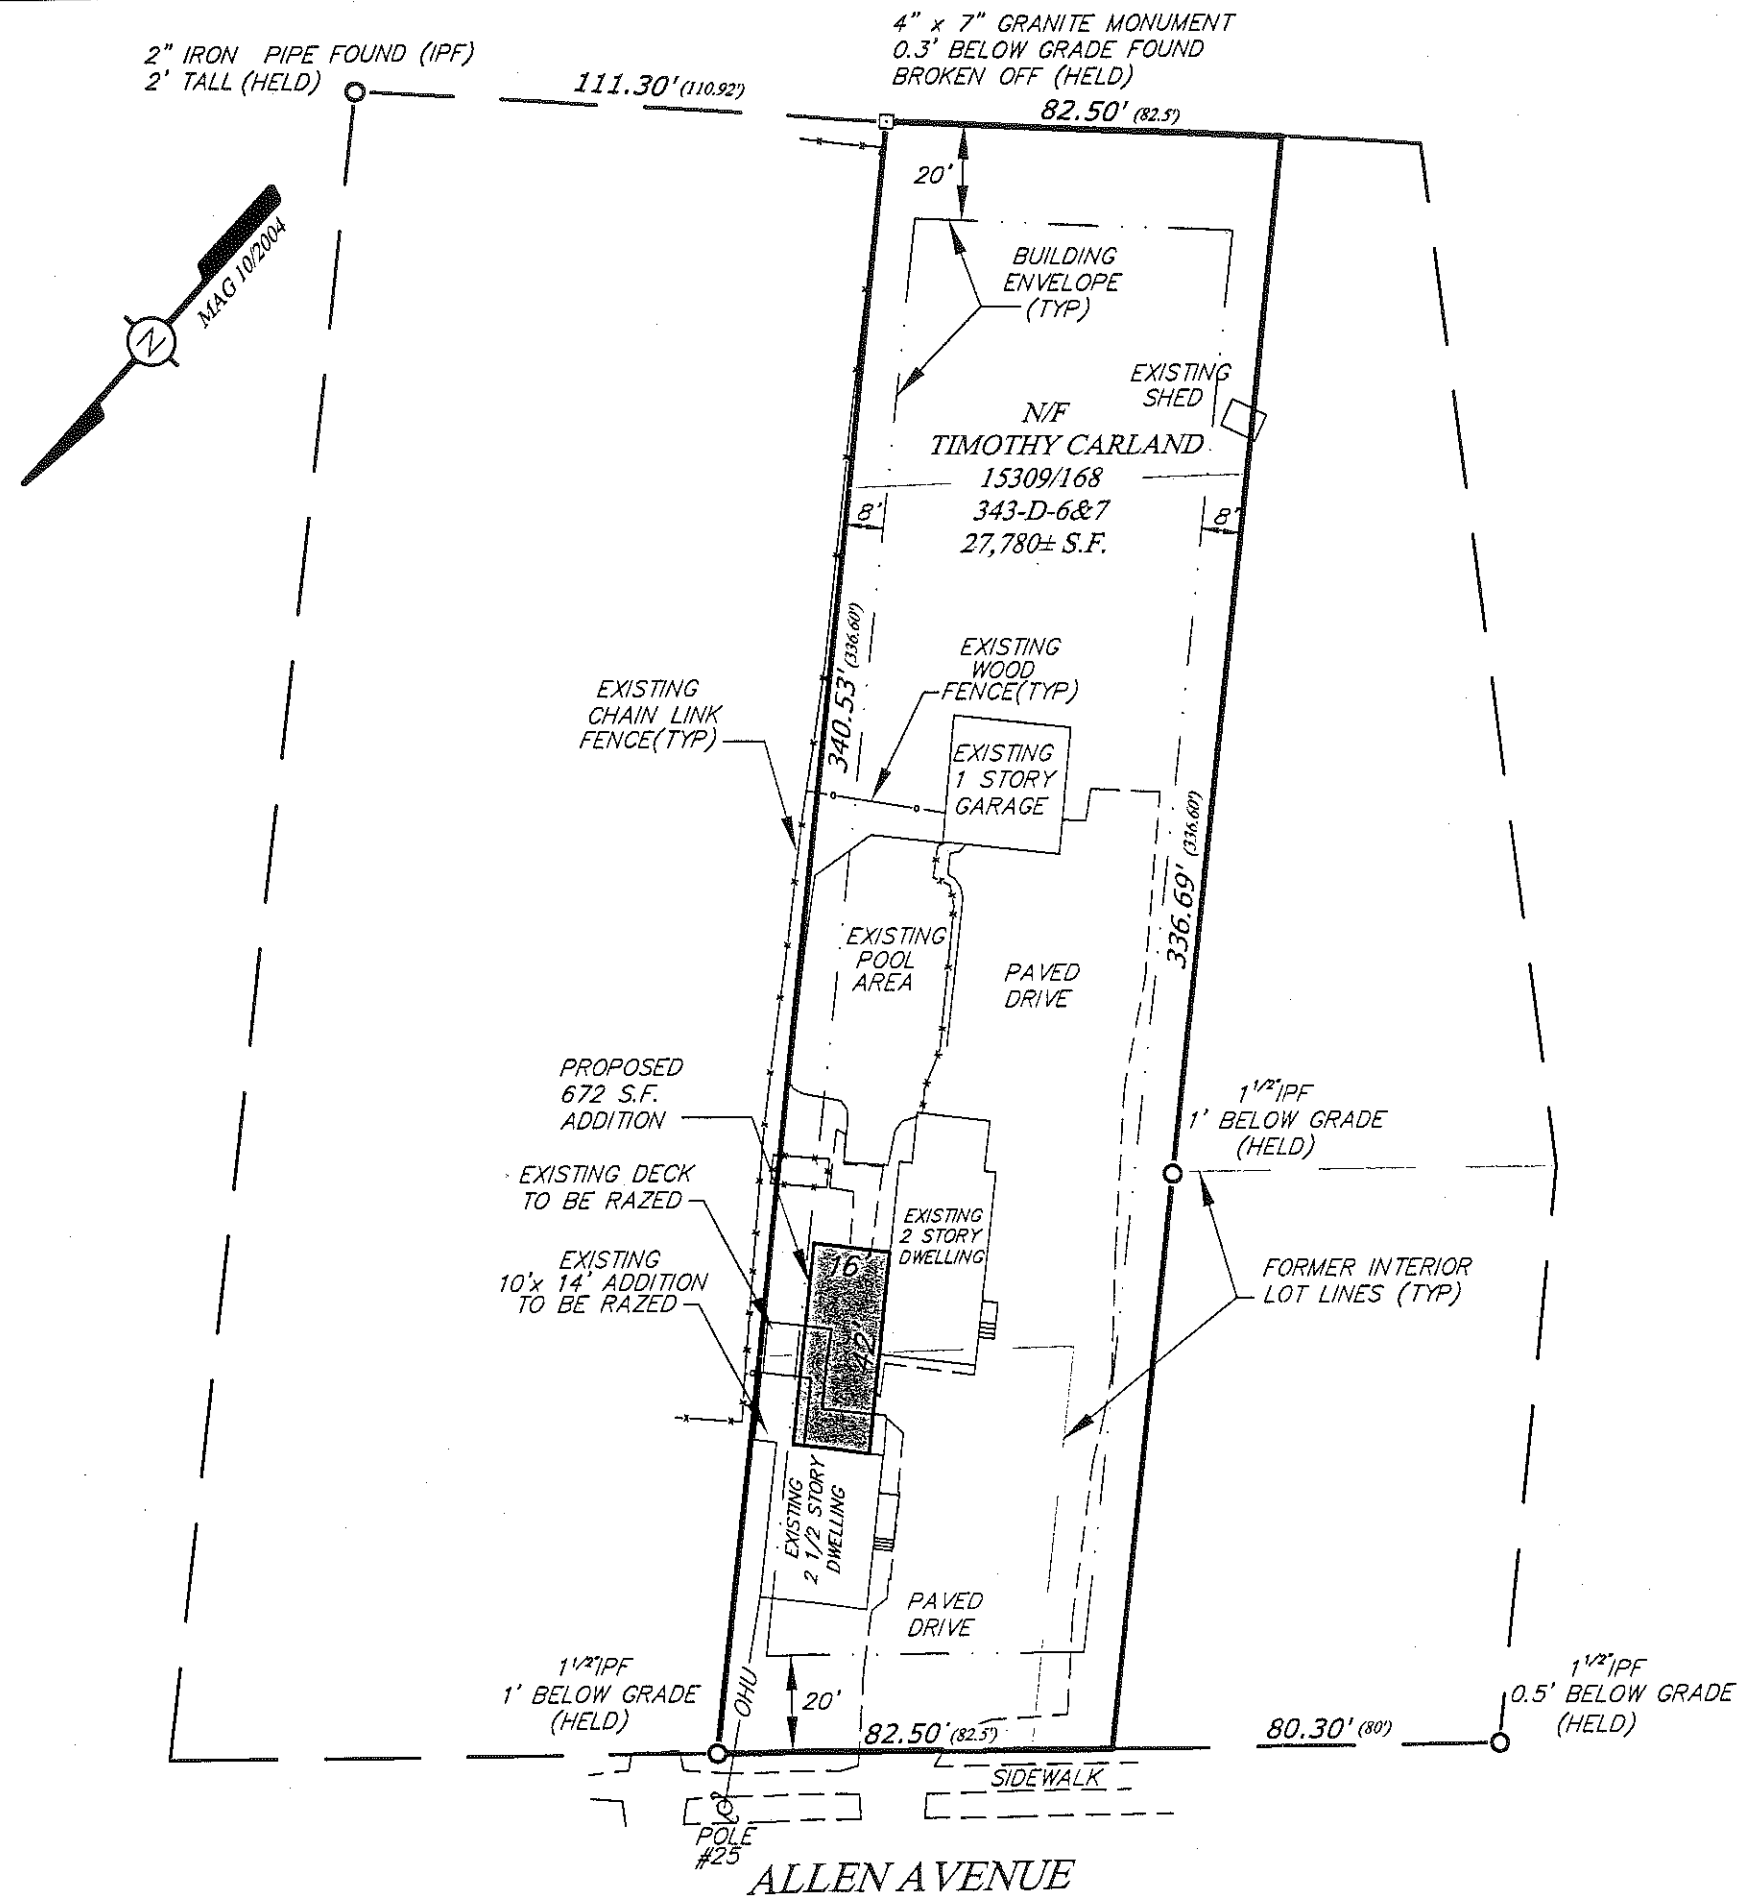 4" x 7" GRANITE MONUMENT
0.3' BELOW GRADE FOUND
BROKEN OFF (HELD)
2" IRON PIPE FOUND (IPF)
2' TALL (HELD)
111.30' (110.92')
82.50' (82.5')
20'
MAG 10/2004
N
BUILDING
ENVELOPE
(TYP)
EXISTING
SHED
N/F
TIMOTHY CARLAND
15309/168
343-D-6&7
27,780± S.F.
8'
8'
340.53' (336.60')
EXISTING
WOOD
FENCE(TYP)
EXISTING
CHAIN LINK
FENCE(TYP)
EXISTING
1 STORY
GARAGE
336.69' (336.60')
EXISTING
POOL
AREA
PAVED
DRIVE
PROPOSED
672 S.F.
ADDITION
1 1/2" IPF
1' BELOW GRADE
(HELD)
EXISTING DECK
TO BE RAZED
EXISTING
2 STORY
DWELLING
EXISTING
10'x 14' ADDITION
TO BE RAZED
16'
42'
FORMER INTERIOR
LOT LINES (TYP)
EXISTING
2 1/2 STORY
DWELLING
PAVED
DRIVE
1 1/2" IPF
1' BELOW GRADE
(HELD)
OHU
20'
1 1/2" IPF
0.5' BELOW GRADE
(HELD)
82.50' (82.5')
80.30' (80')
SIDEWALK
POLE
#25
ALLEN AVENUE